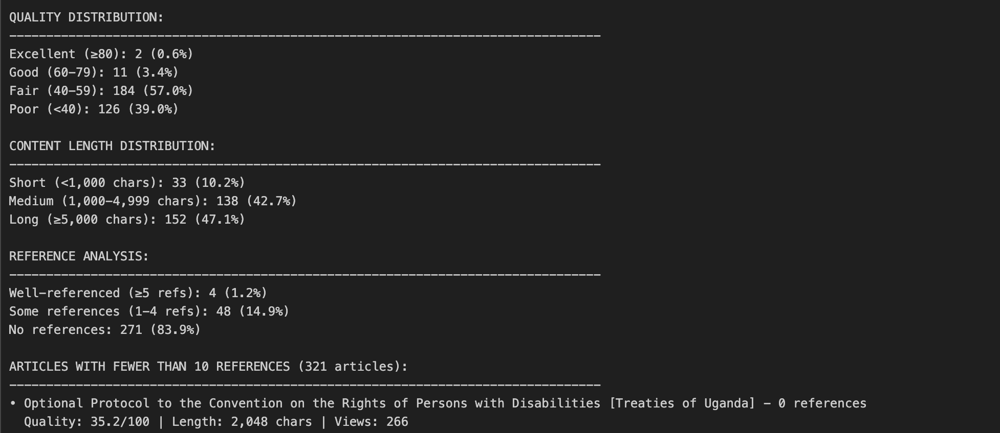 QUALITY DISTRIBUTION:
--------------------------------------------------------------------------------
Excellent (≥80): 2 (0.6%)
Good (60-79): 11 (3.4%)
Fair (40-59): 184 (57.0%)
Poor (<40): 126 (39.0%)
CONTENT LENGTH DISTRIBUTION:
--------------------------------------------------------------------------------
Short (<1,000 chars): 33 (10.2%)
Medium (1,000-4,999 chars): 138 (42.7%)
Long (≥5,000 chars): 152 (47.1%)
REFERENCE ANALYSIS:
--------------------------------------------------------------------------------
Well-referenced (≥5 refs): 4 (1.2%)
Some references (1-4 refs): 48 (14.9%)
No references: 271 (83.9%)
ARTICLES WITH FEWER THAN 10 REFERENCES (321 articles):
--------------------------------------------------------------------------------
• Optional Protocol to the Convention on the Rights of Persons with Disabilities [Treaties of Uganda] - 0 references
Quality: 35.2/100 | Length: 2,048 chars | Views: 266